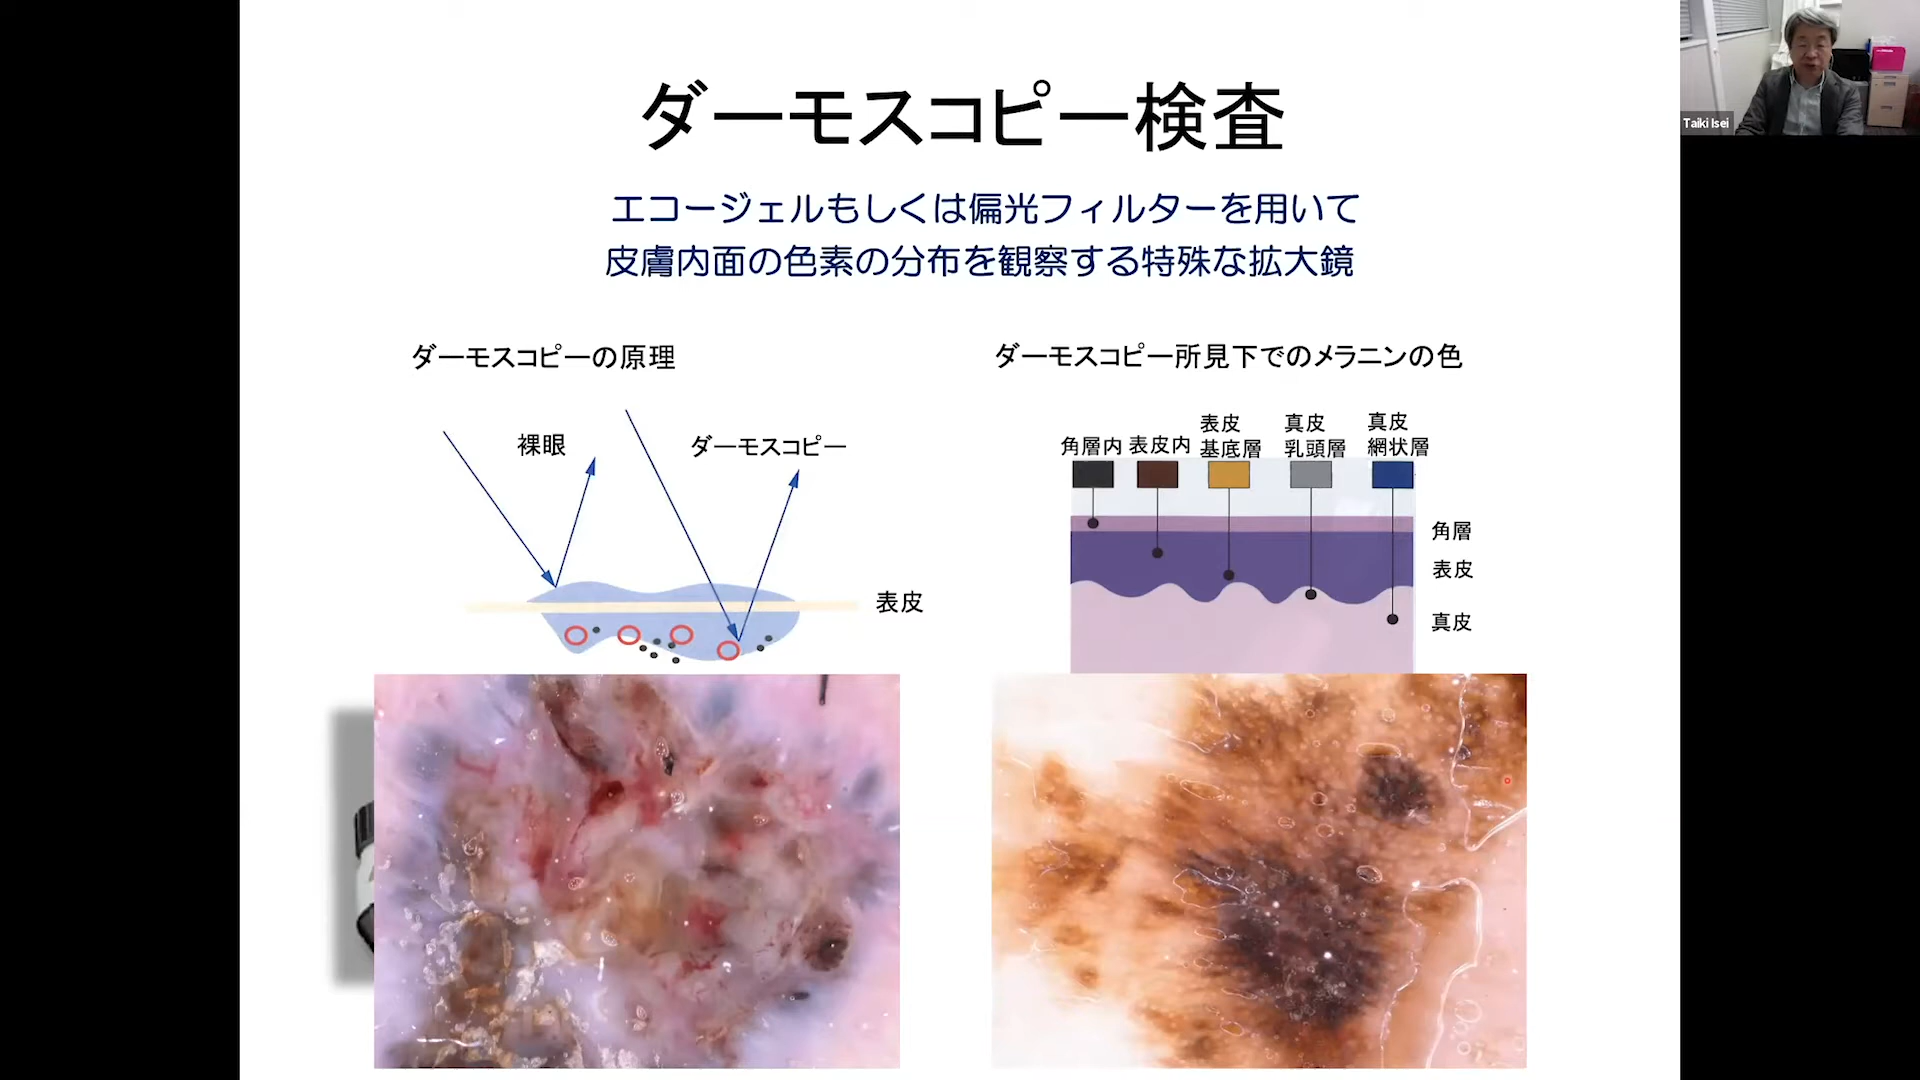 ダーモスコピー検査
エコージェルもしくは偏光フィルターを用いて
皮膚内面の色素の分布を観察する特殊な拡大鏡
ダーモスコピーの原理
裸眼
ダーモスコピー
表皮
ダーモスコピー所見下でのメラニンの色
角層内
表皮内
表皮
基底層
真皮
乳頭層
真皮
網状層
角層
表皮
真皮
Taiki Isei